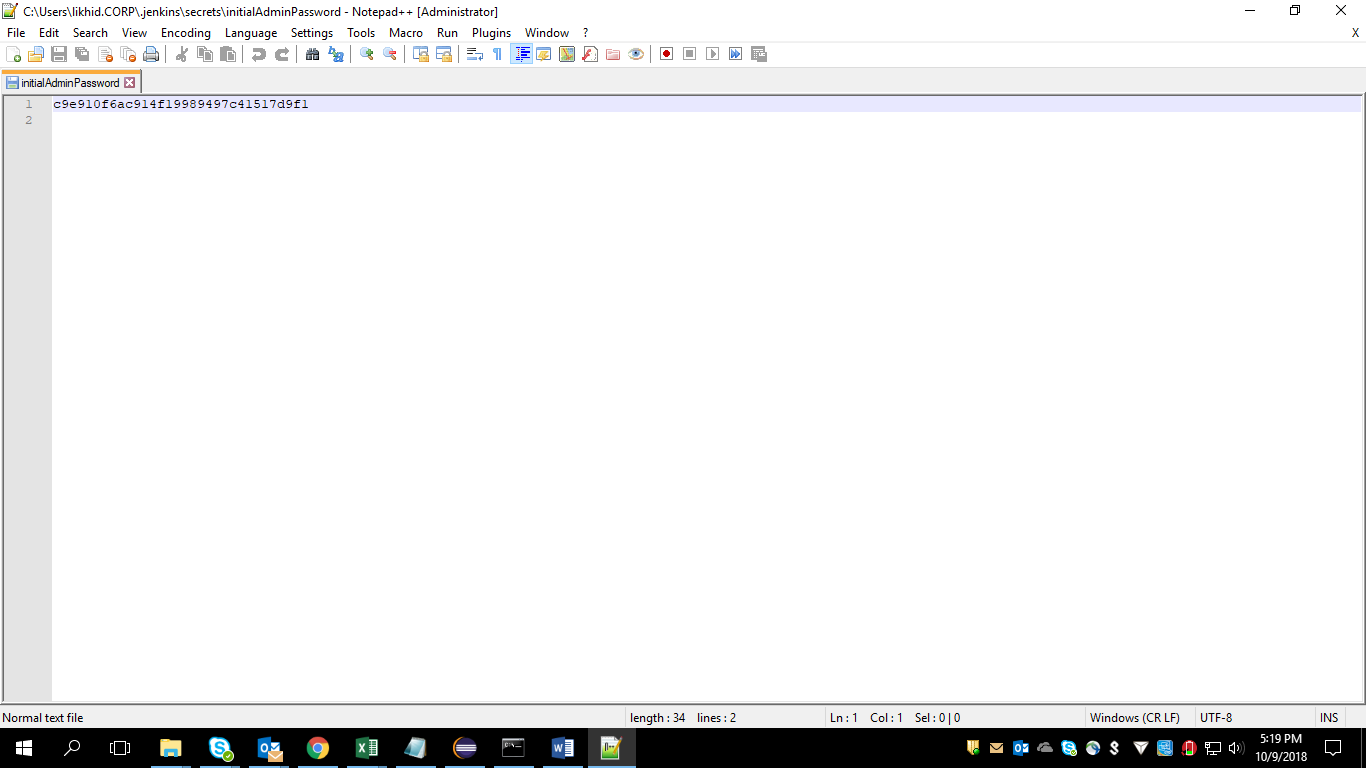 C:\Users\likhid.CORP\.jenkins\secrets\initialAdminPassword - Notepad++ [Administrator]
File Edit Search View Encoding Language Settings Tools Macro Run Plugins Window ? X
initialAdminPassword
1 c9e910f6ac914f19989497c41517d9f1
2
Normal text file length : 34 lines : 2 Ln : 1 Col : 1 Sel : 0 | 0 Windows (CR LF) UTF-8 INS
5:19 PM
10/9/2018